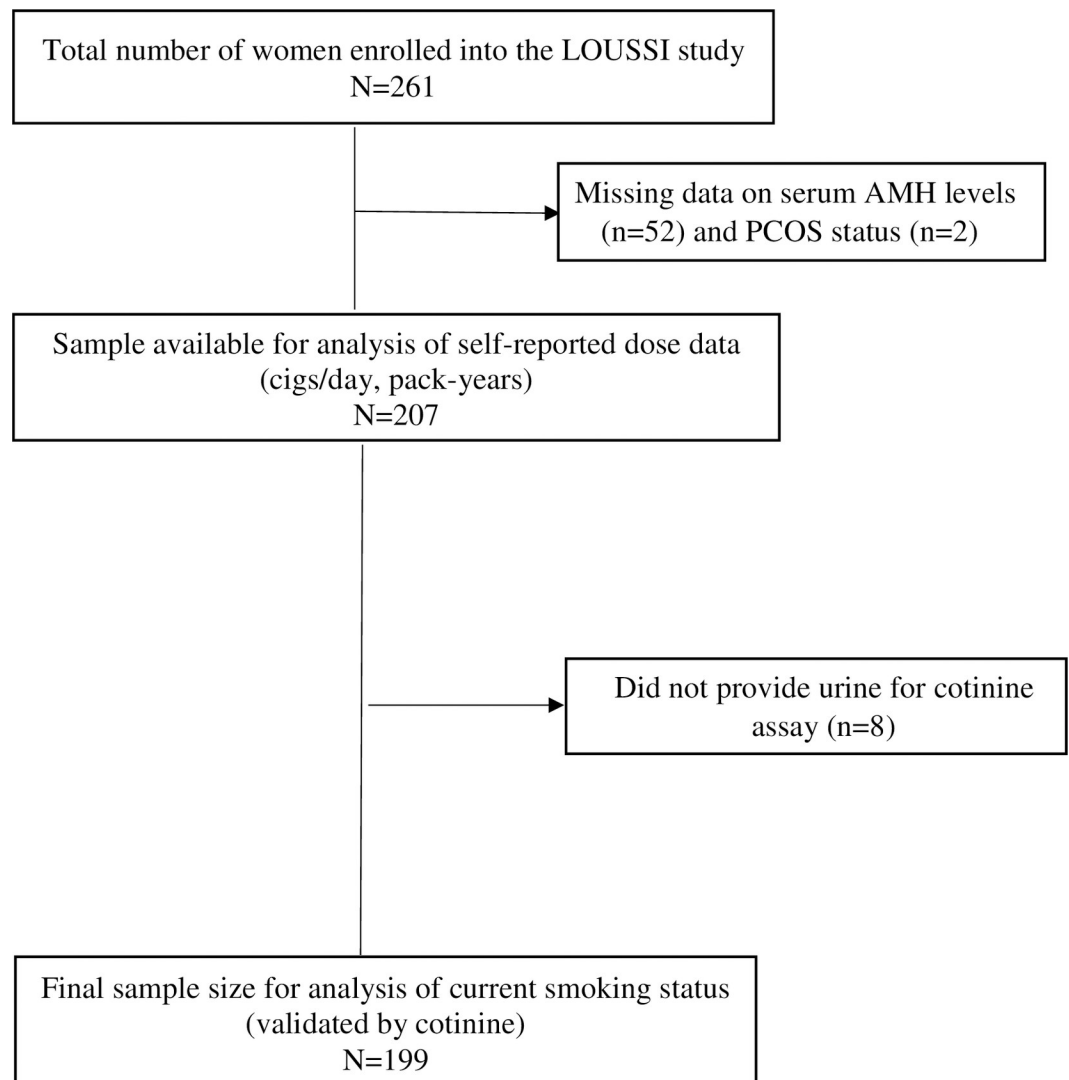 Total number of women enrolled into the LOUSSI study
N=261
Missing data on serum AMH levels
(n=52) and PCOS status (n=2)
Sample available for analysis of self-reported dose data
(cigs/day, pack-years)
N=207
Did not provide urine for cotinine
assay (n=8)
Final sample size for analysis of current smoking status
(validated by cotinine)
N=199